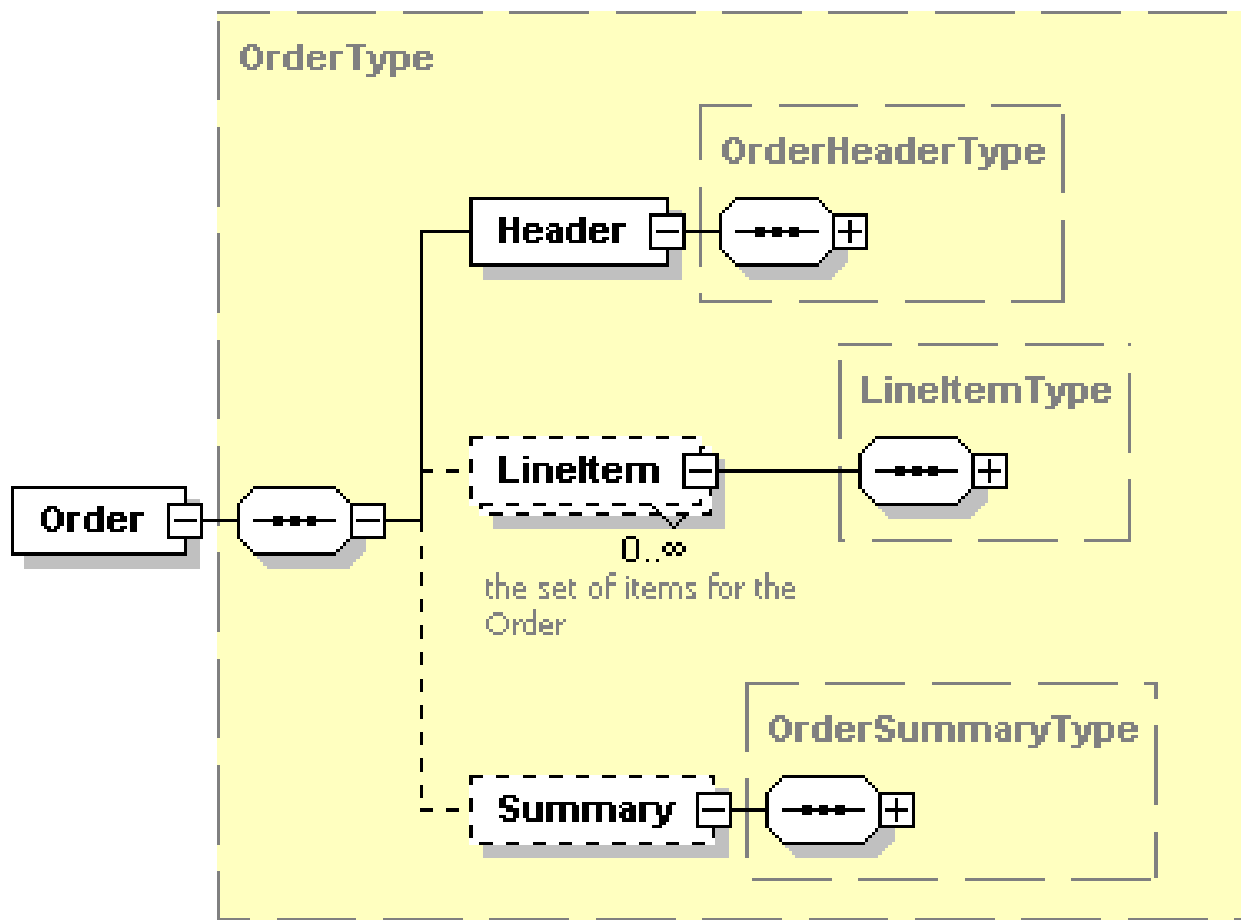 OrderType
OrderHeaderType
Header
LineItemType
LineItem
Order
0..∞
the set of items for the
Order
OrderSummaryType
Summary